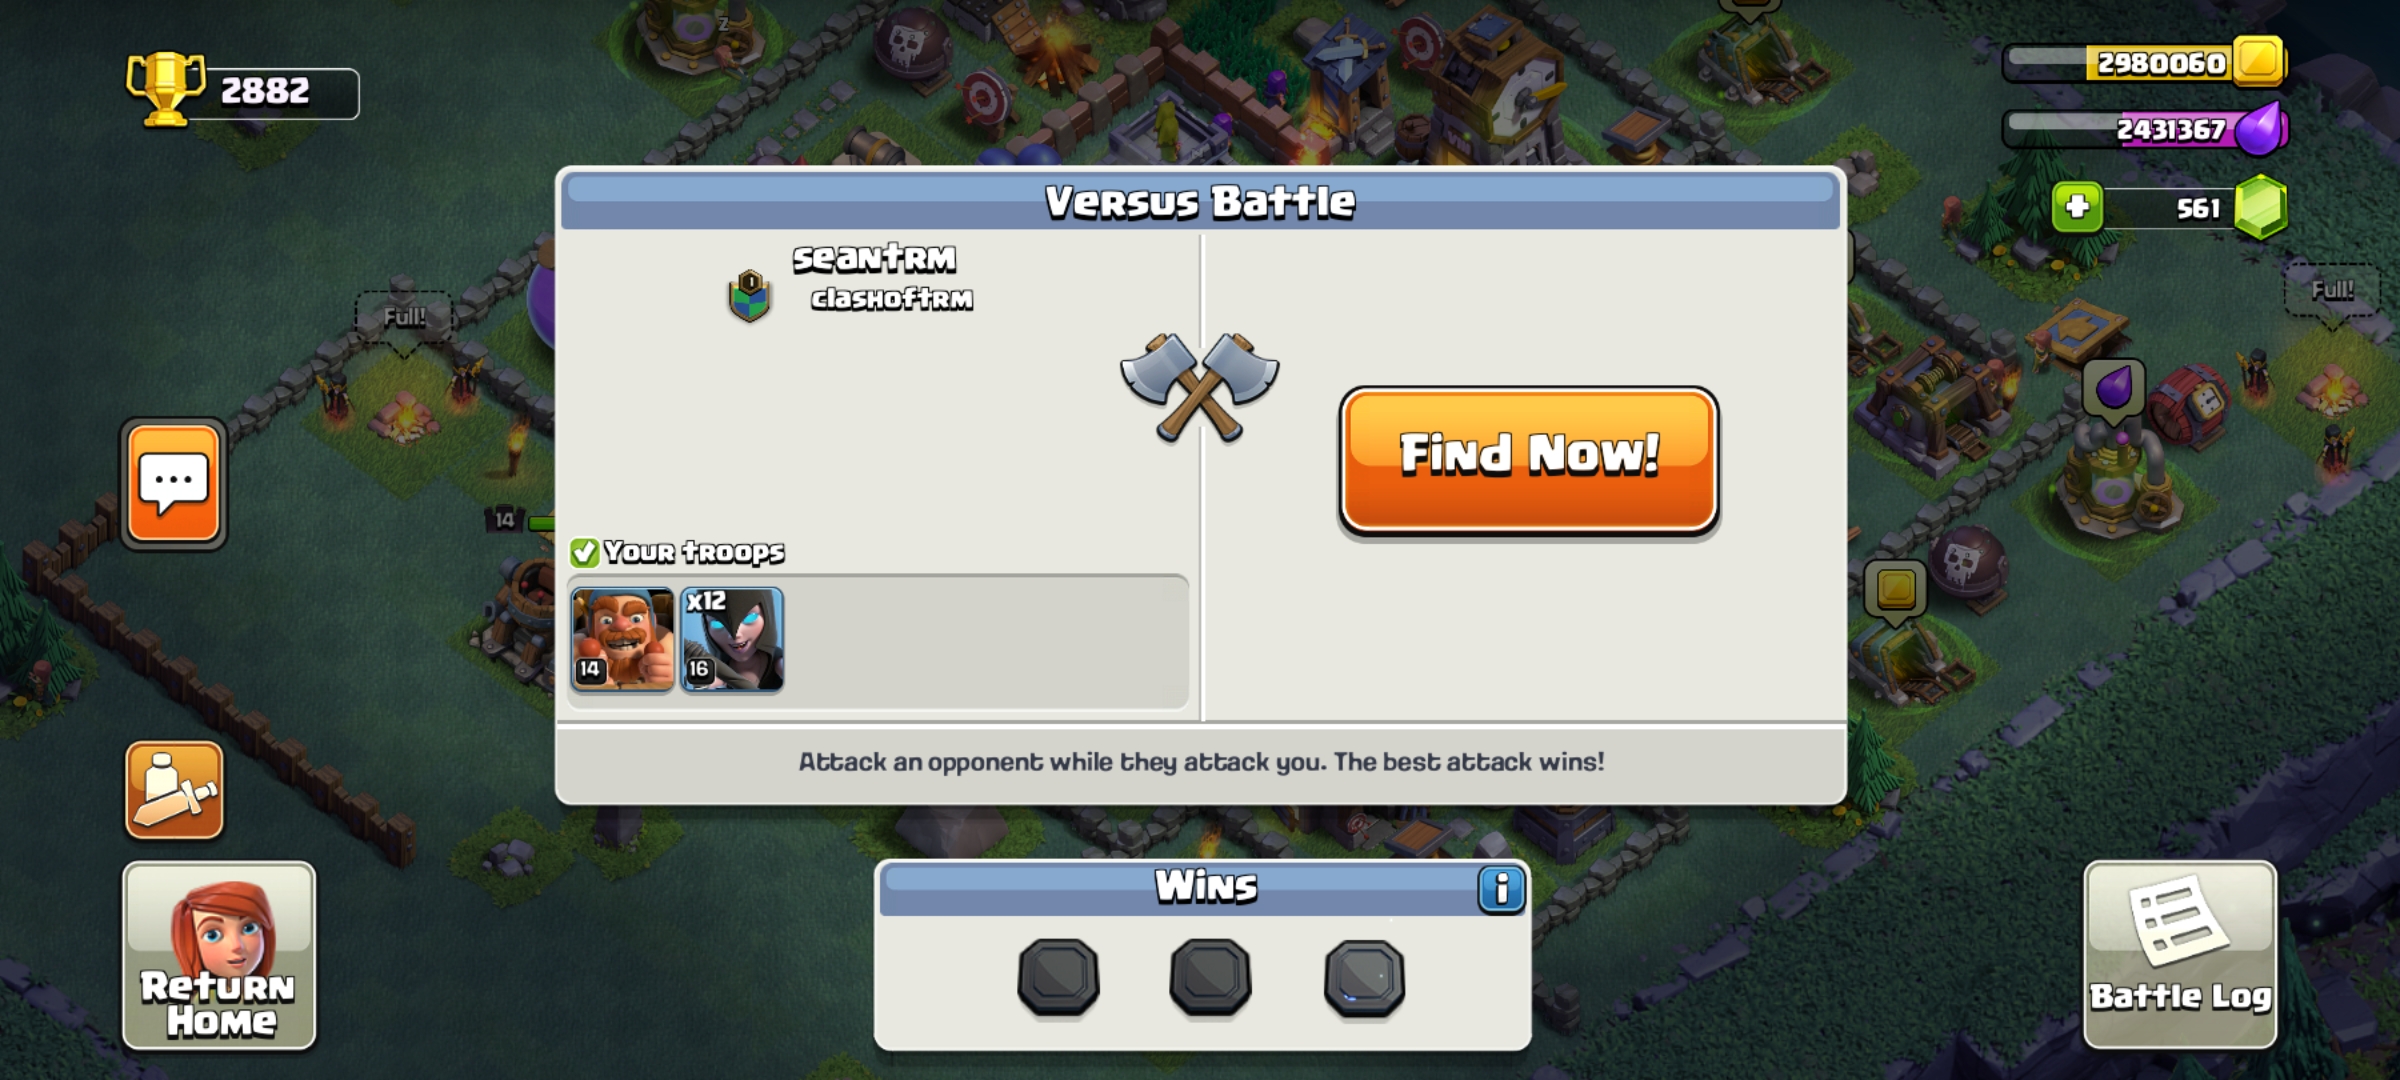 2882
2980060
2431367
561
Versus Battle
seantrm
1
clashoftrm
Full!
Full!
Find Now!
14
Your troops
x12
14
16
Attack an opponent while they attack you. The best attack wins!
Wins
i
Return
Home
Battle Log
z